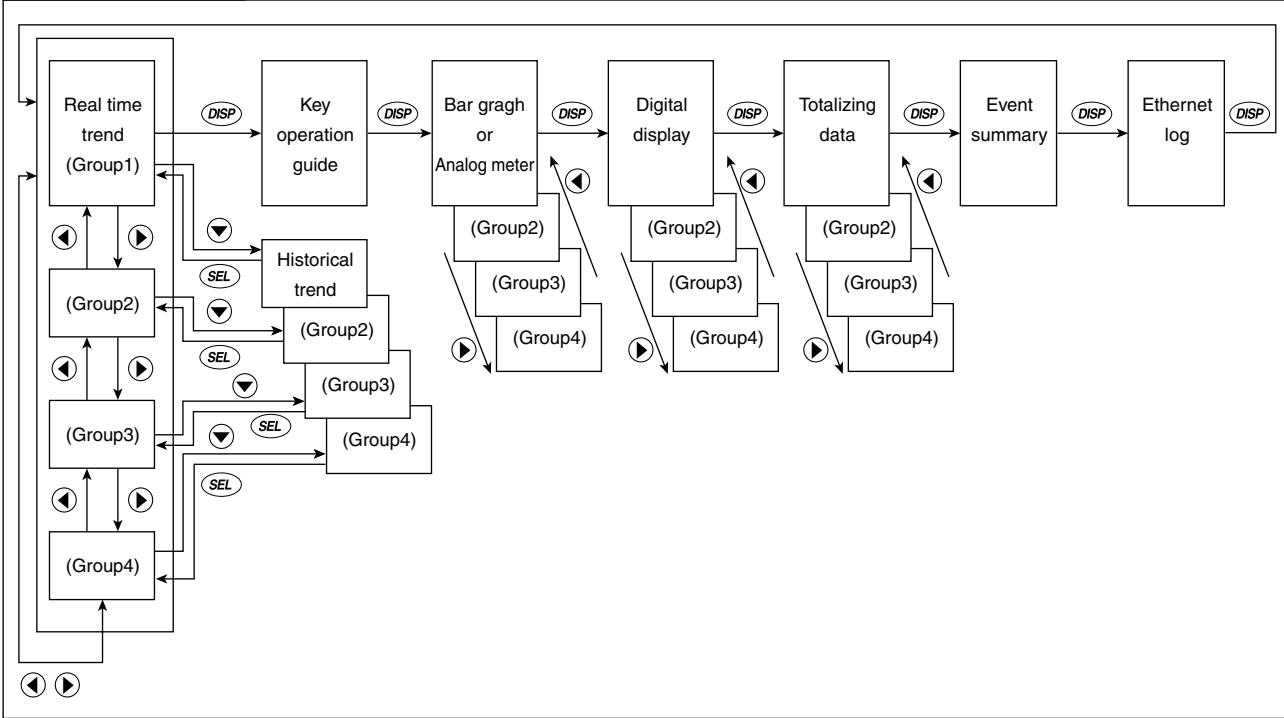 Real time
trend
(Group1)
DISP
Key
operation
guide
DISP
Bar gragh
or
Analog meter
DISP
Digital
display
DISP
Totalizing
data
DISP
Event
summary
DISP
Ethernet
log
DISP
(Group2)
(Group3)
(Group4)
SEL
Historical
trend
SEL
(Group2)
(Group3)
SEL
(Group4)
SEL
(Group2)
(Group3)
(Group4)
(Group2)
(Group3)
(Group4)
(Group2)
(Group3)
(Group4)